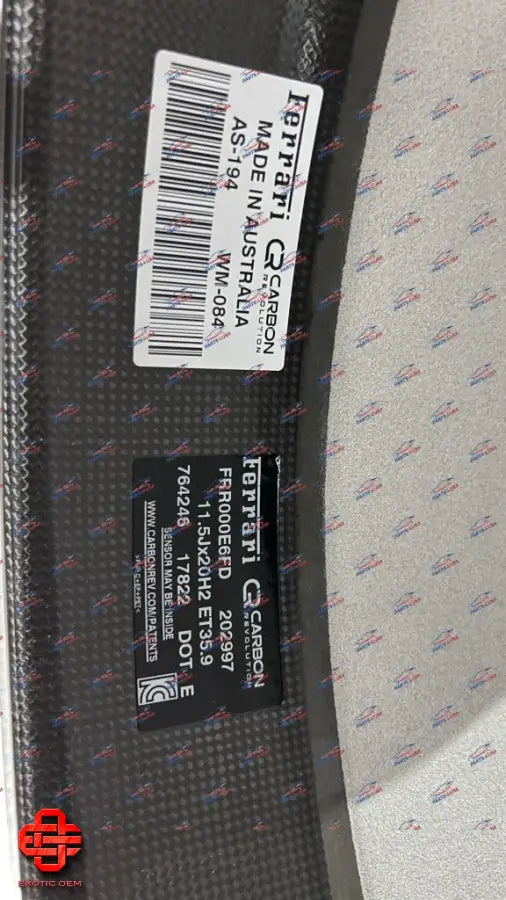 Ferrari CARBON REVOLUTION
MADE IN AUSTRALIA
AS-194 WM-084
Ferrari CARBON REVOLUTION
FRR000E6FD 202997
11.5Jx20H2 ET35.9
764246 17822 DOT E
SENSOR MAY BE INSIDE
WWW.CARBONREV.COM/PATENTS
EXOTIC OEM